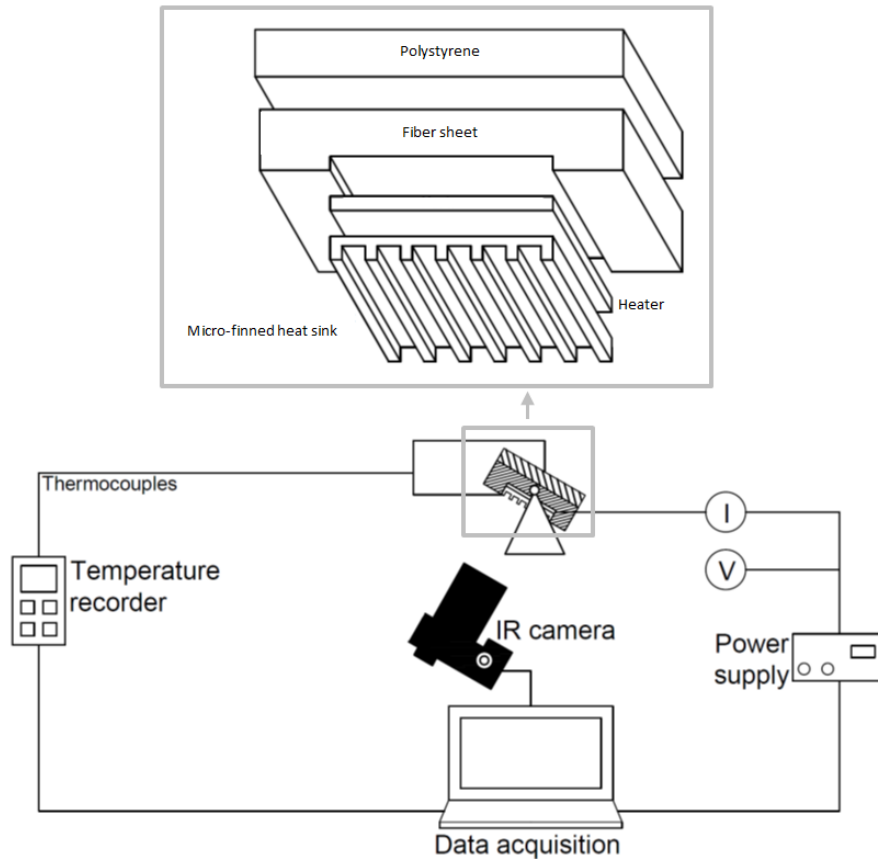 Polystyrene
Fiber sheet
Heater
Micro-finned heat sink
Thermocouples
I
V
Temperature
recorder
IR camera
Power
supply
Data acquisition